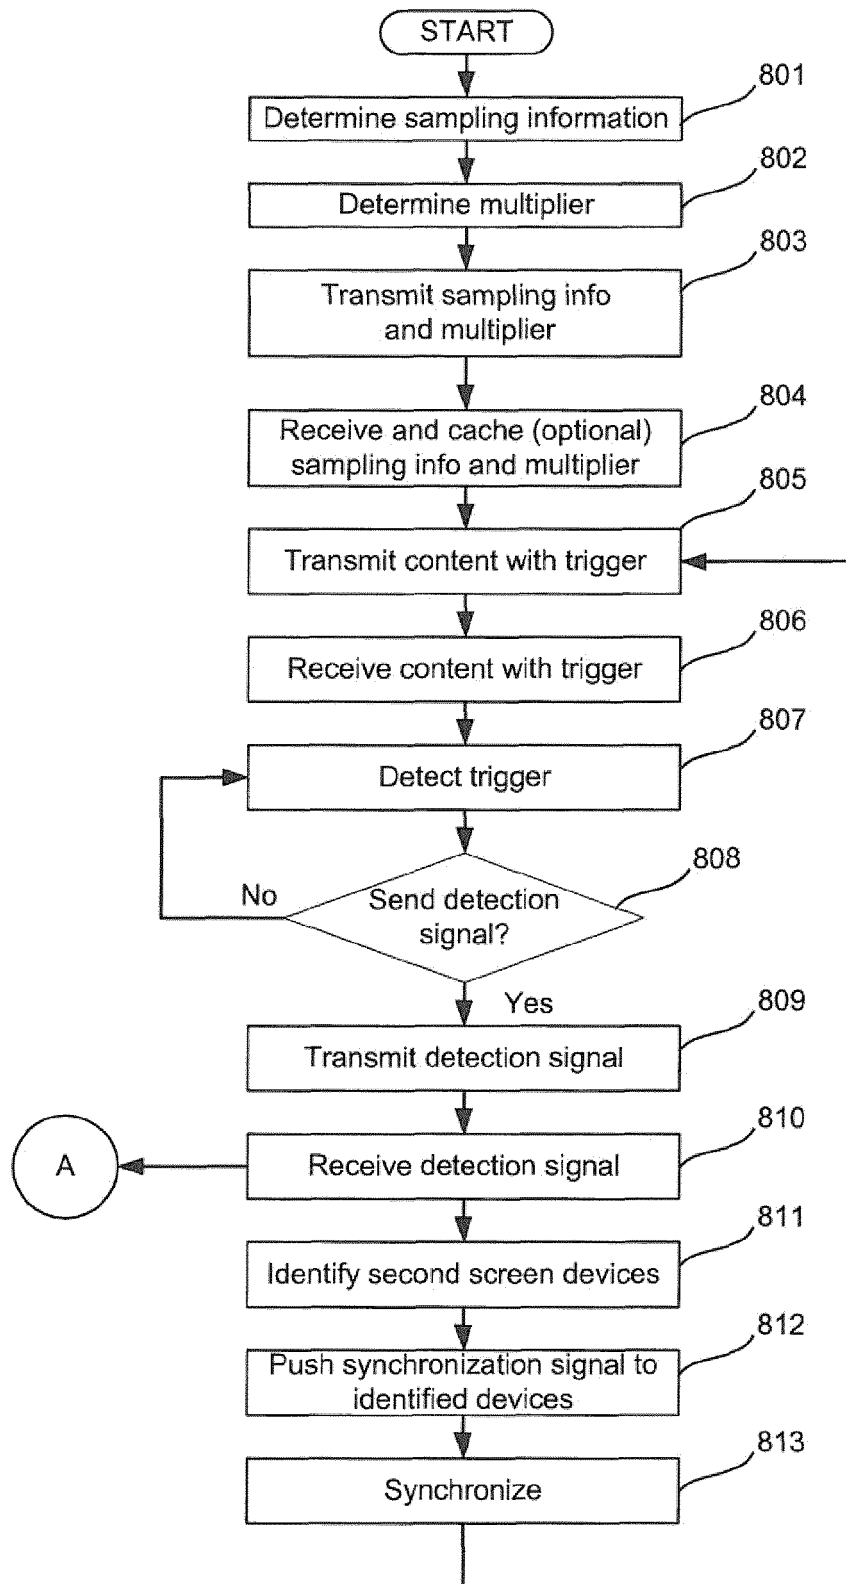 START
801
Determine sampling information
802
Determine multiplier
803
Transmit sampling info
and multiplier
804
Receive and cache (optional)
sampling info and multiplier
805
Transmit content with trigger
806
Receive content with trigger
807
Detect trigger
808
No
Send detection
signal?
Yes
809
Transmit detection signal
810
A
Receive detection signal
811
Identify second screen devices
812
Push synchronization signal to
identified devices
813
Synchronize